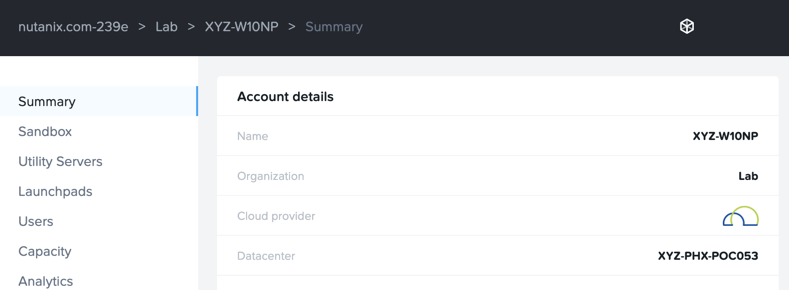 nutanix.com-239e > Lab > XYZ-W10NP > Summary
Summary
Sandbox
Utility Servers
Launchpads
Users
Capacity
Analytics
Account details
Name XYZ-W10NP
Organization Lab
Cloud provider
Datacenter XYZ-PHX-POC053